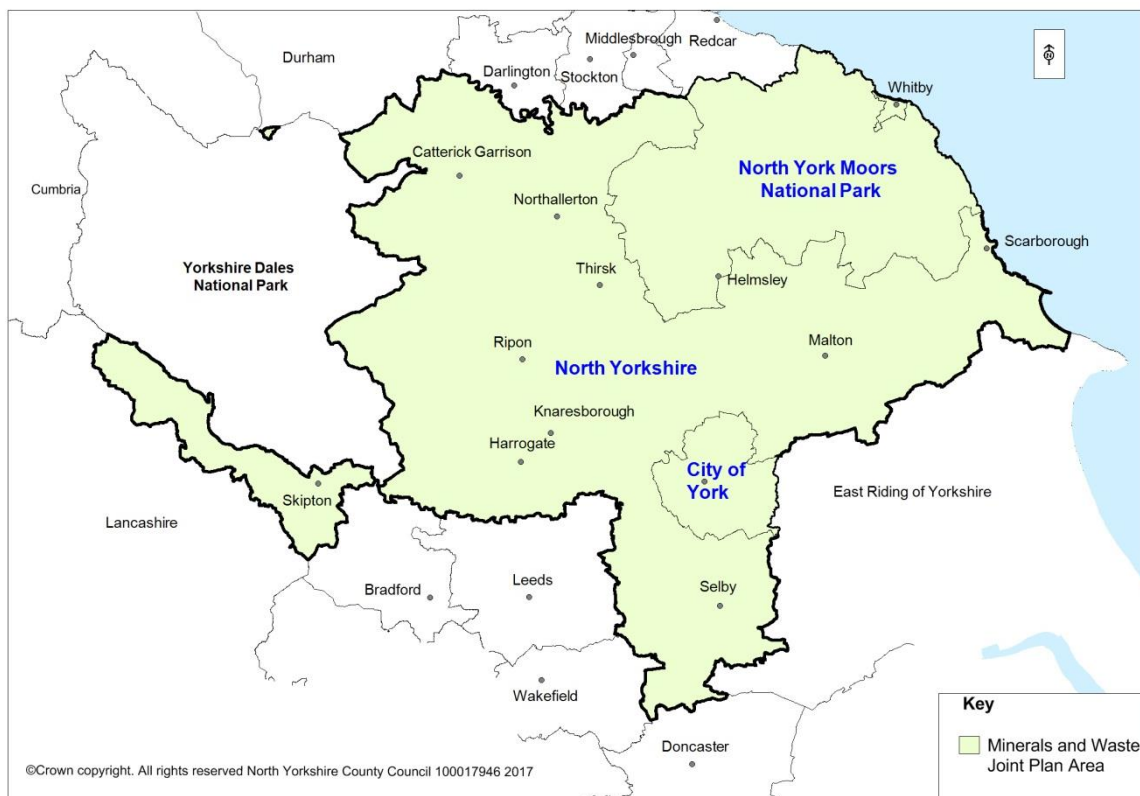 Durham
Middlesbrough
Redcar
Darlington
Stockton
Whitby
Catterick Garrison
North York Moors
National Park
Cumbria
Northallerton
Scarborough
Yorkshire Dales
National Park
Thirsk
Helmsley
Ripon
North Yorkshire
Malton
Knaresborough
Harrogate
City of
York
Skipton
East Riding of Yorkshire
Lancashire
Bradford
Leeds
Selby
Wakefield
Doncaster
Key
Minerals and Waste
Joint Plan Area
©Crown copyright. All rights reserved North Yorkshire County Council 100017946 2017